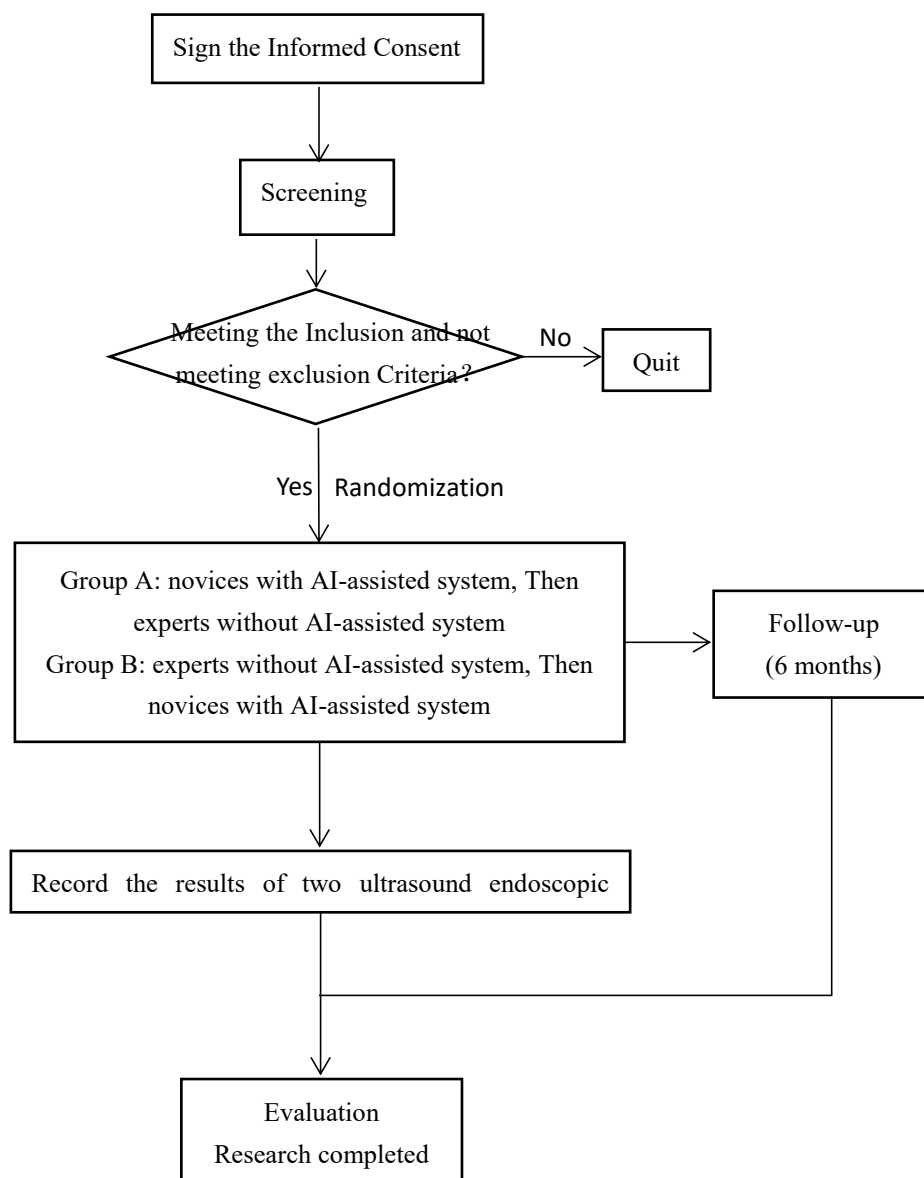 Sign the Informed Consent
Screening
Meeting the Inclusion and not
meeting exclusion Criteria？
No
Quit
Yes
Randomization
Group A: novices with AI-assisted system, Then
experts without AI-assisted system
Group B: experts without AI-assisted system, Then
novices with AI-assisted system
Follow-up
(6 months)
Record the results of two ultrasound endoscopic
Evaluation
Research completed